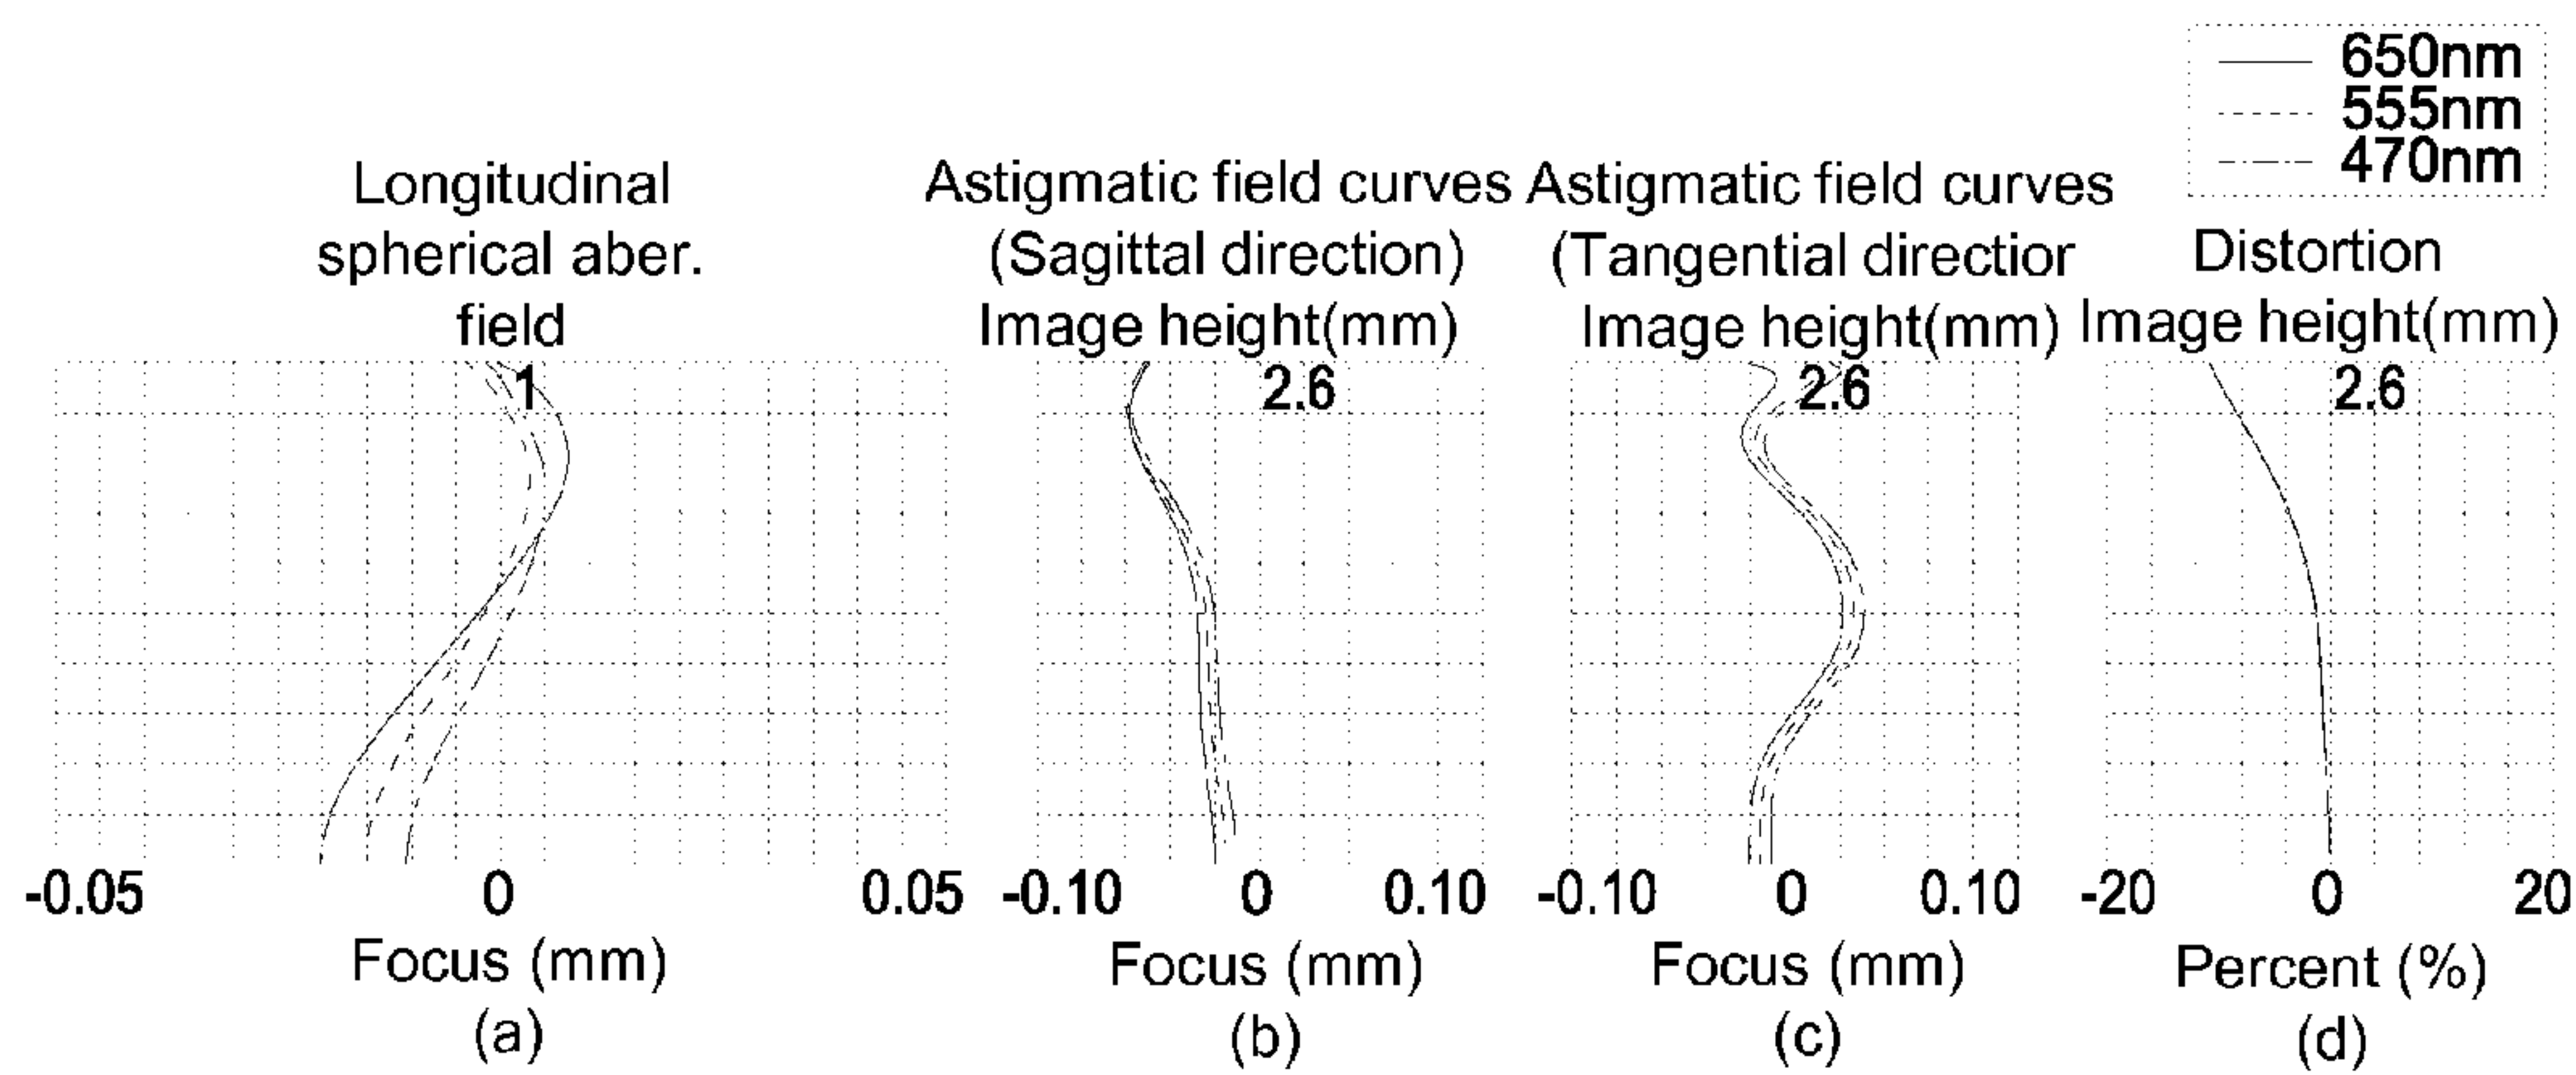 650nm
555nm
470nm
Longitudinal
spherical aber.
field
1
-0.05 0 0.05
Focus (mm)
(a)
Astigmatic field curves
(Sagittal direction)
Image height(mm)
2.6
-0.10 0 0.10
Focus (mm)
(b)
Astigmatic field curves
(Tangential directior
Image height(mm)
2.6
-0.10 0 0.10
Focus (mm)
(c)
Distortion
Image height(mm)
2.6
-20 0 20
Percent (%)
(d)